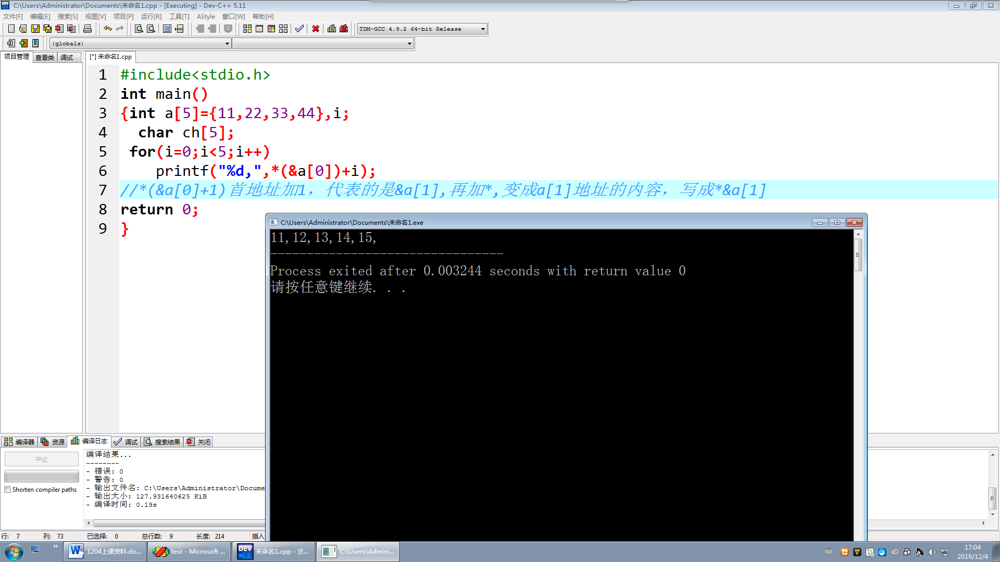 C:\Users\Administrator\Documents\未命名1.cpp - [Executing] - Dev-C++ 5.11
文件[F] 编辑[E] 搜索[S] 视图[V] 项目[P] 运行[R] 工具[T] AStyle 窗口[W] 帮助[H]
TDM-GCC 4.9.2 64-bit Release
(globals)
项目管理 查看类 调试 [*] 未命名1.cpp
1 #include<stdio.h>
2 int main()
3 {int a[5]={11,22,33,44},i;
4 char ch[5];
5 for(i=0;i<5;i++)
6 printf("%d,",*(&a[0])+i);
7 //*(&a[0]+1)首地址加1，代表的是&a[1],再加*,变成a[1]地址的内容，写成*&a[1]
8 return 0;
9 }
C:\Users\Administrator\Documents\未命名1.exe
11,12,13,14,15,
--------------------------------
Process exited after 0.003244 seconds with return value 0
请按任意键继续. . .
编译器 资源 编译日志 调试 搜索结果 关闭
中止
Shorten compiler paths
编译结果...
--------
- 错误: 0
- 警告: 0
- 输出文件名: C:\Users\Administrator\Docume
- 输出大小: 127.931640625 KiB
- 编译时间: 0.19s
行: 7 列: 73 已选择: 0 总行数: 9 长度: 214 插入
1204上课资料.do... test - Microsoft ... 未命名1.cpp - [E... C:\Users\Admini...
17:04
2019/12/4